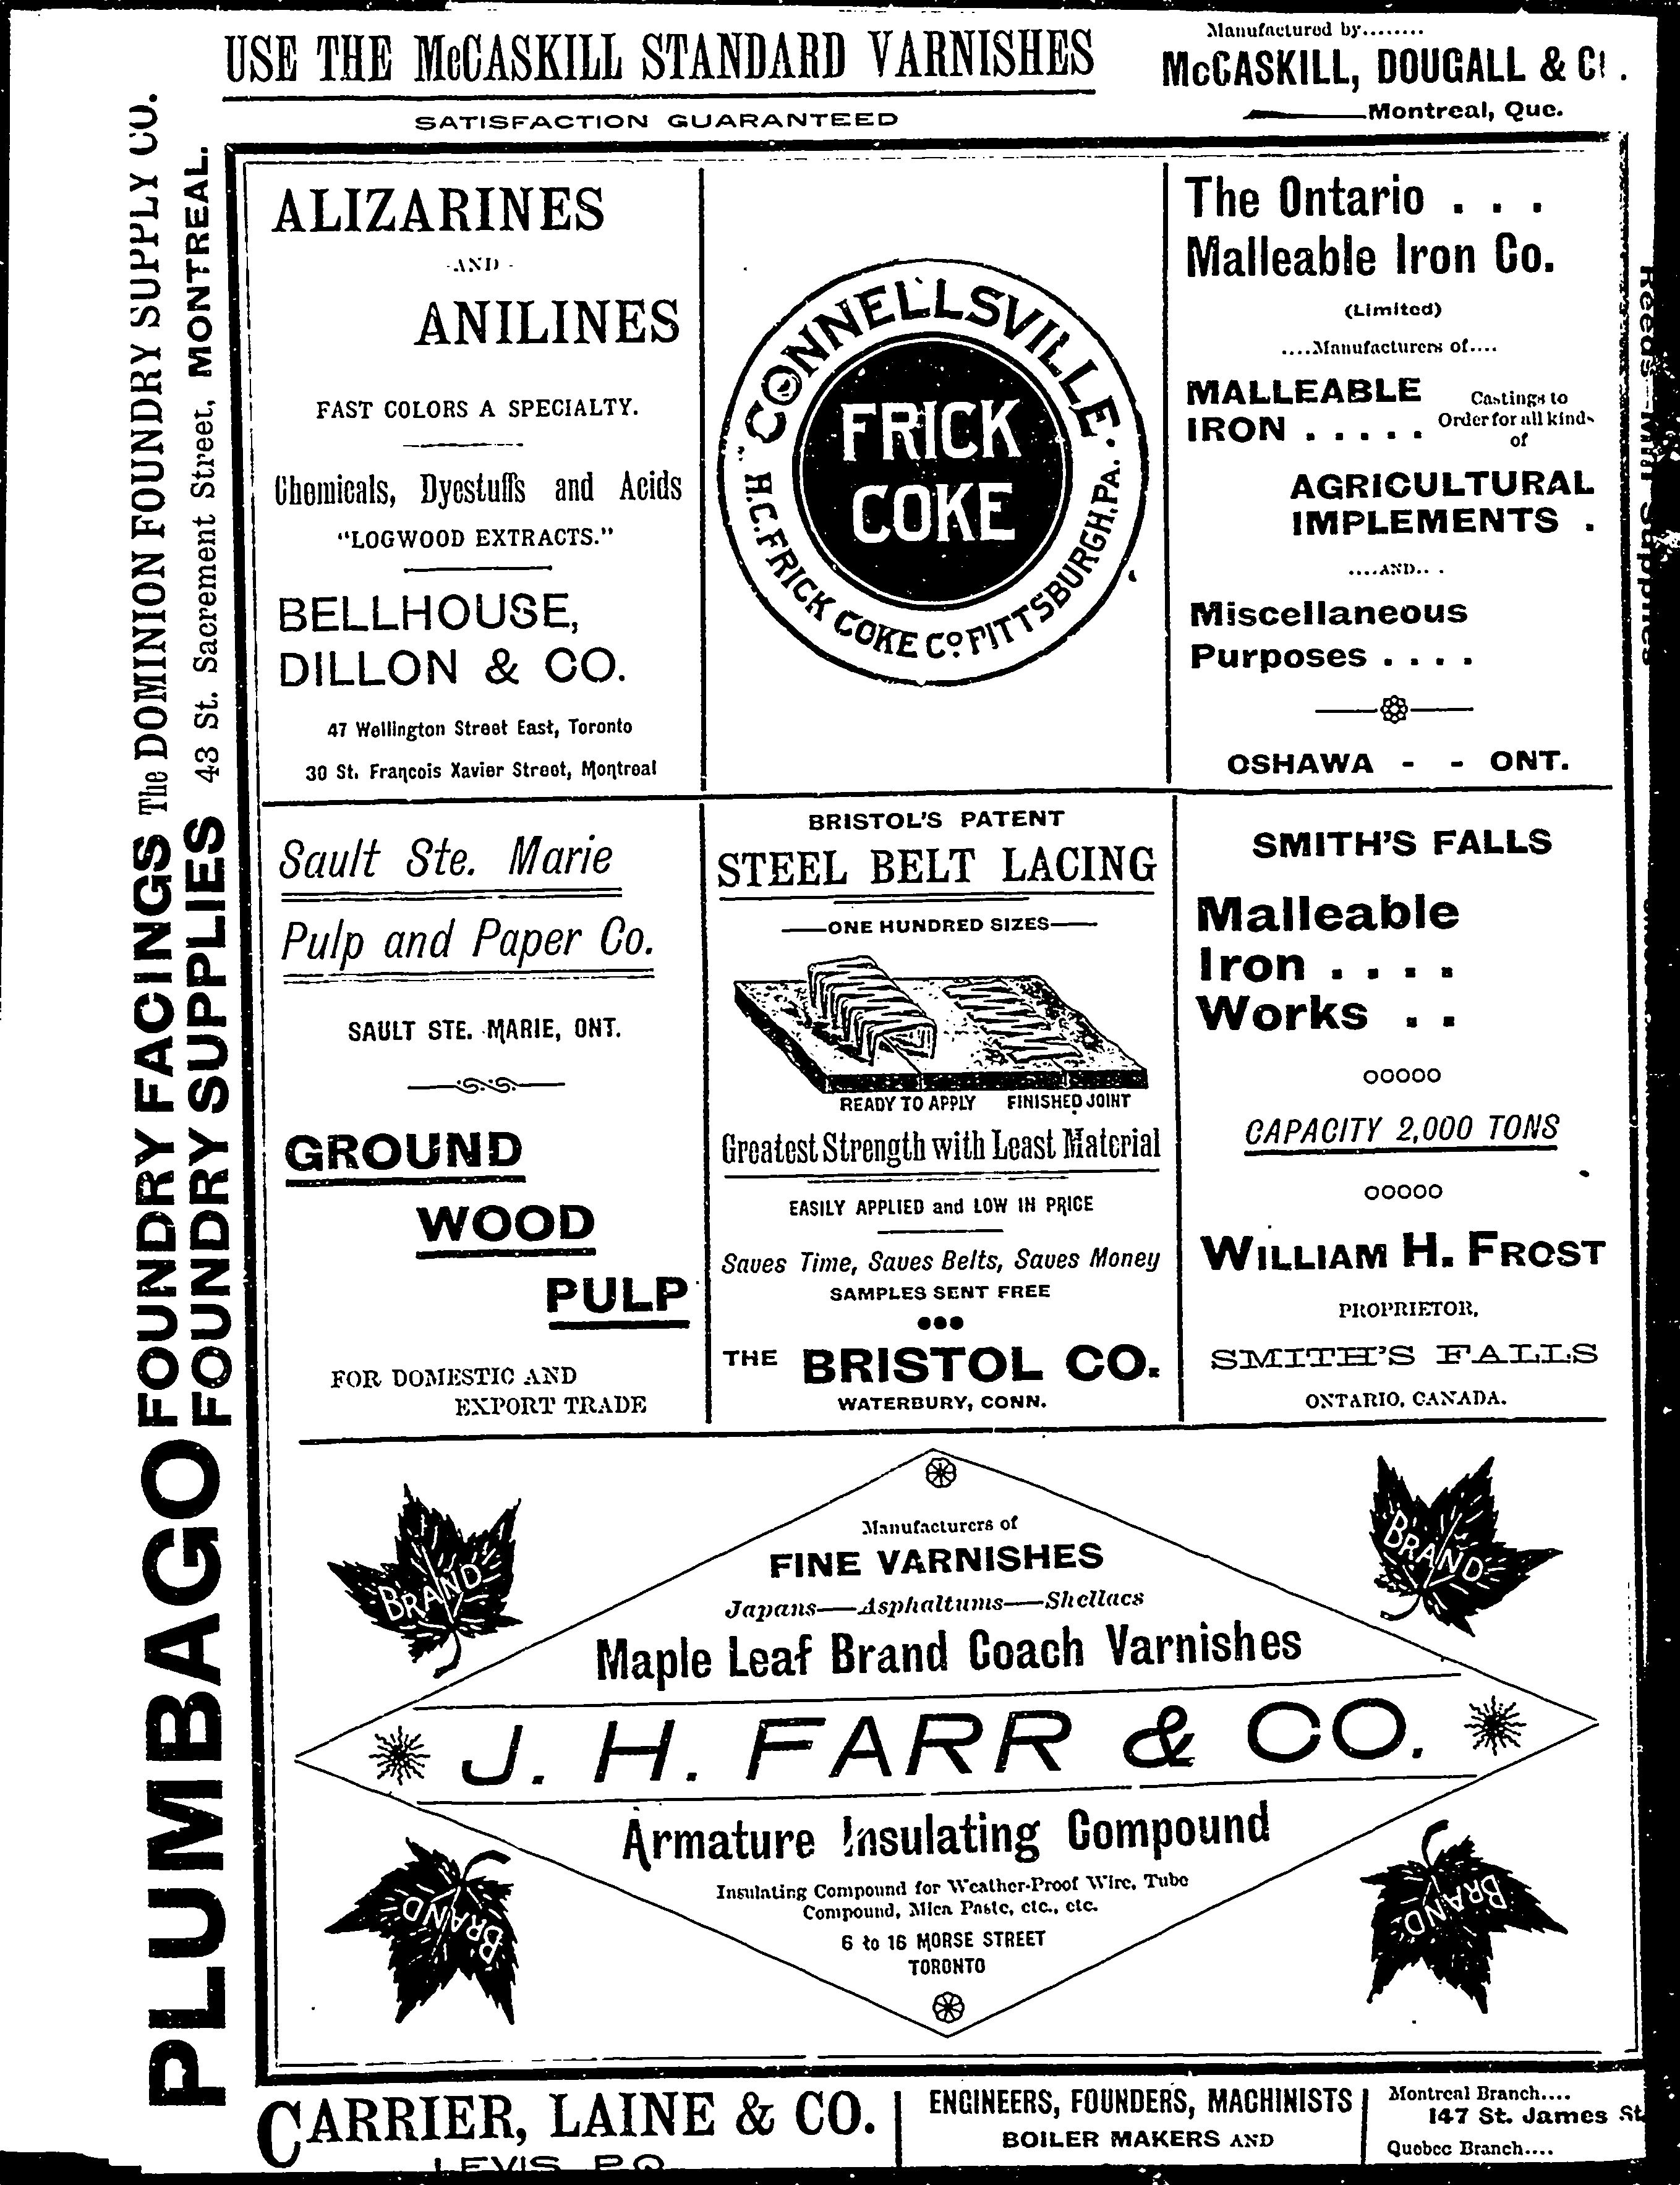 USE THE McCASKILL STANDARD VARNISHES
SATISFACTION GUARANTEED
Manufactured by........
McCASKILL, DOUGALL & C
Montreal, Que.
PLUMBAGO
FOUNDRY FACINGS The DOMINION FOUNDRY SUPPLY CO.
FOUNDRY SUPPLIES 43 St. Sacrement Street, MONTREAL.
ALIZARINES
-AND-
ANILINES
FAST COLORS A SPECIALTY.
Chemicals, Dyestuffs and Acids
"LOGWOOD EXTRACTS."
BELLHOUSE,
DILLON & CO.
47 Wellington Street East, Toronto
30 St. Francois Xavier Street, Montreal
CONNELLSVILLE.
FRICK
COKE
H.C.FRICK COKE Co PITTSBURGH.PA.
The Ontario . . .
Malleable Iron Co.
(Limited)
....Manufacturers of....
MALLEABLE
IRON . . . . .
Castings to
Order for all kinds
of
AGRICULTURAL
IMPLEMENTS .
....AND.. .
Miscellaneous
Purposes . . . .
OSHAWA - - ONT.
Sault Ste. Marie
Pulp and Paper Co.
SAULT STE. MARIE, ONT.
GROUND
WOOD
PULP
FOR DOMESTIC AND
EXPORT TRADE
BRISTOL'S PATENT
STEEL BELT LACING
—ONE HUNDRED SIZES—
READY TO APPLY FINISHED JOINT
Greatest Strength with Least Material
EASILY APPLIED and LOW IN PRICE
Saves Time, Saves Belts, Saves Money
SAMPLES SENT FREE
THE BRISTOL CO.
WATERBURY, CONN.
SMITH'S FALLS
Malleable
Iron . . . .
Works . .
ooooo
CAPACITY 2,000 TONS
ooooo
WILLIAM H. FROST
PROPRIETOR,
SMITH'S FALLS
ONTARIO, CANADA.
Reeds—Mill Supplies
BRAND
BRAND
Manufacturers of
FINE VARNISHES
Japans—Asphaltums—Shellacs
Maple Leaf Brand Coach Varnishes
J. H. FARR & CO.
Armature Insulating Compound
Insulating Compound for Weather-Proof Wire, Tube
Compound, Mica Paste, etc., etc.
6 to 16 MORSE STREET
TORONTO
BRAND
BRAND
CARRIER, LAINE & CO.
LEVIS P.Q.
ENGINEERS, FOUNDERS, MACHINISTS
BOILER MAKERS AND
Montreal Branch....
147 St. James St
Quebec Branch....